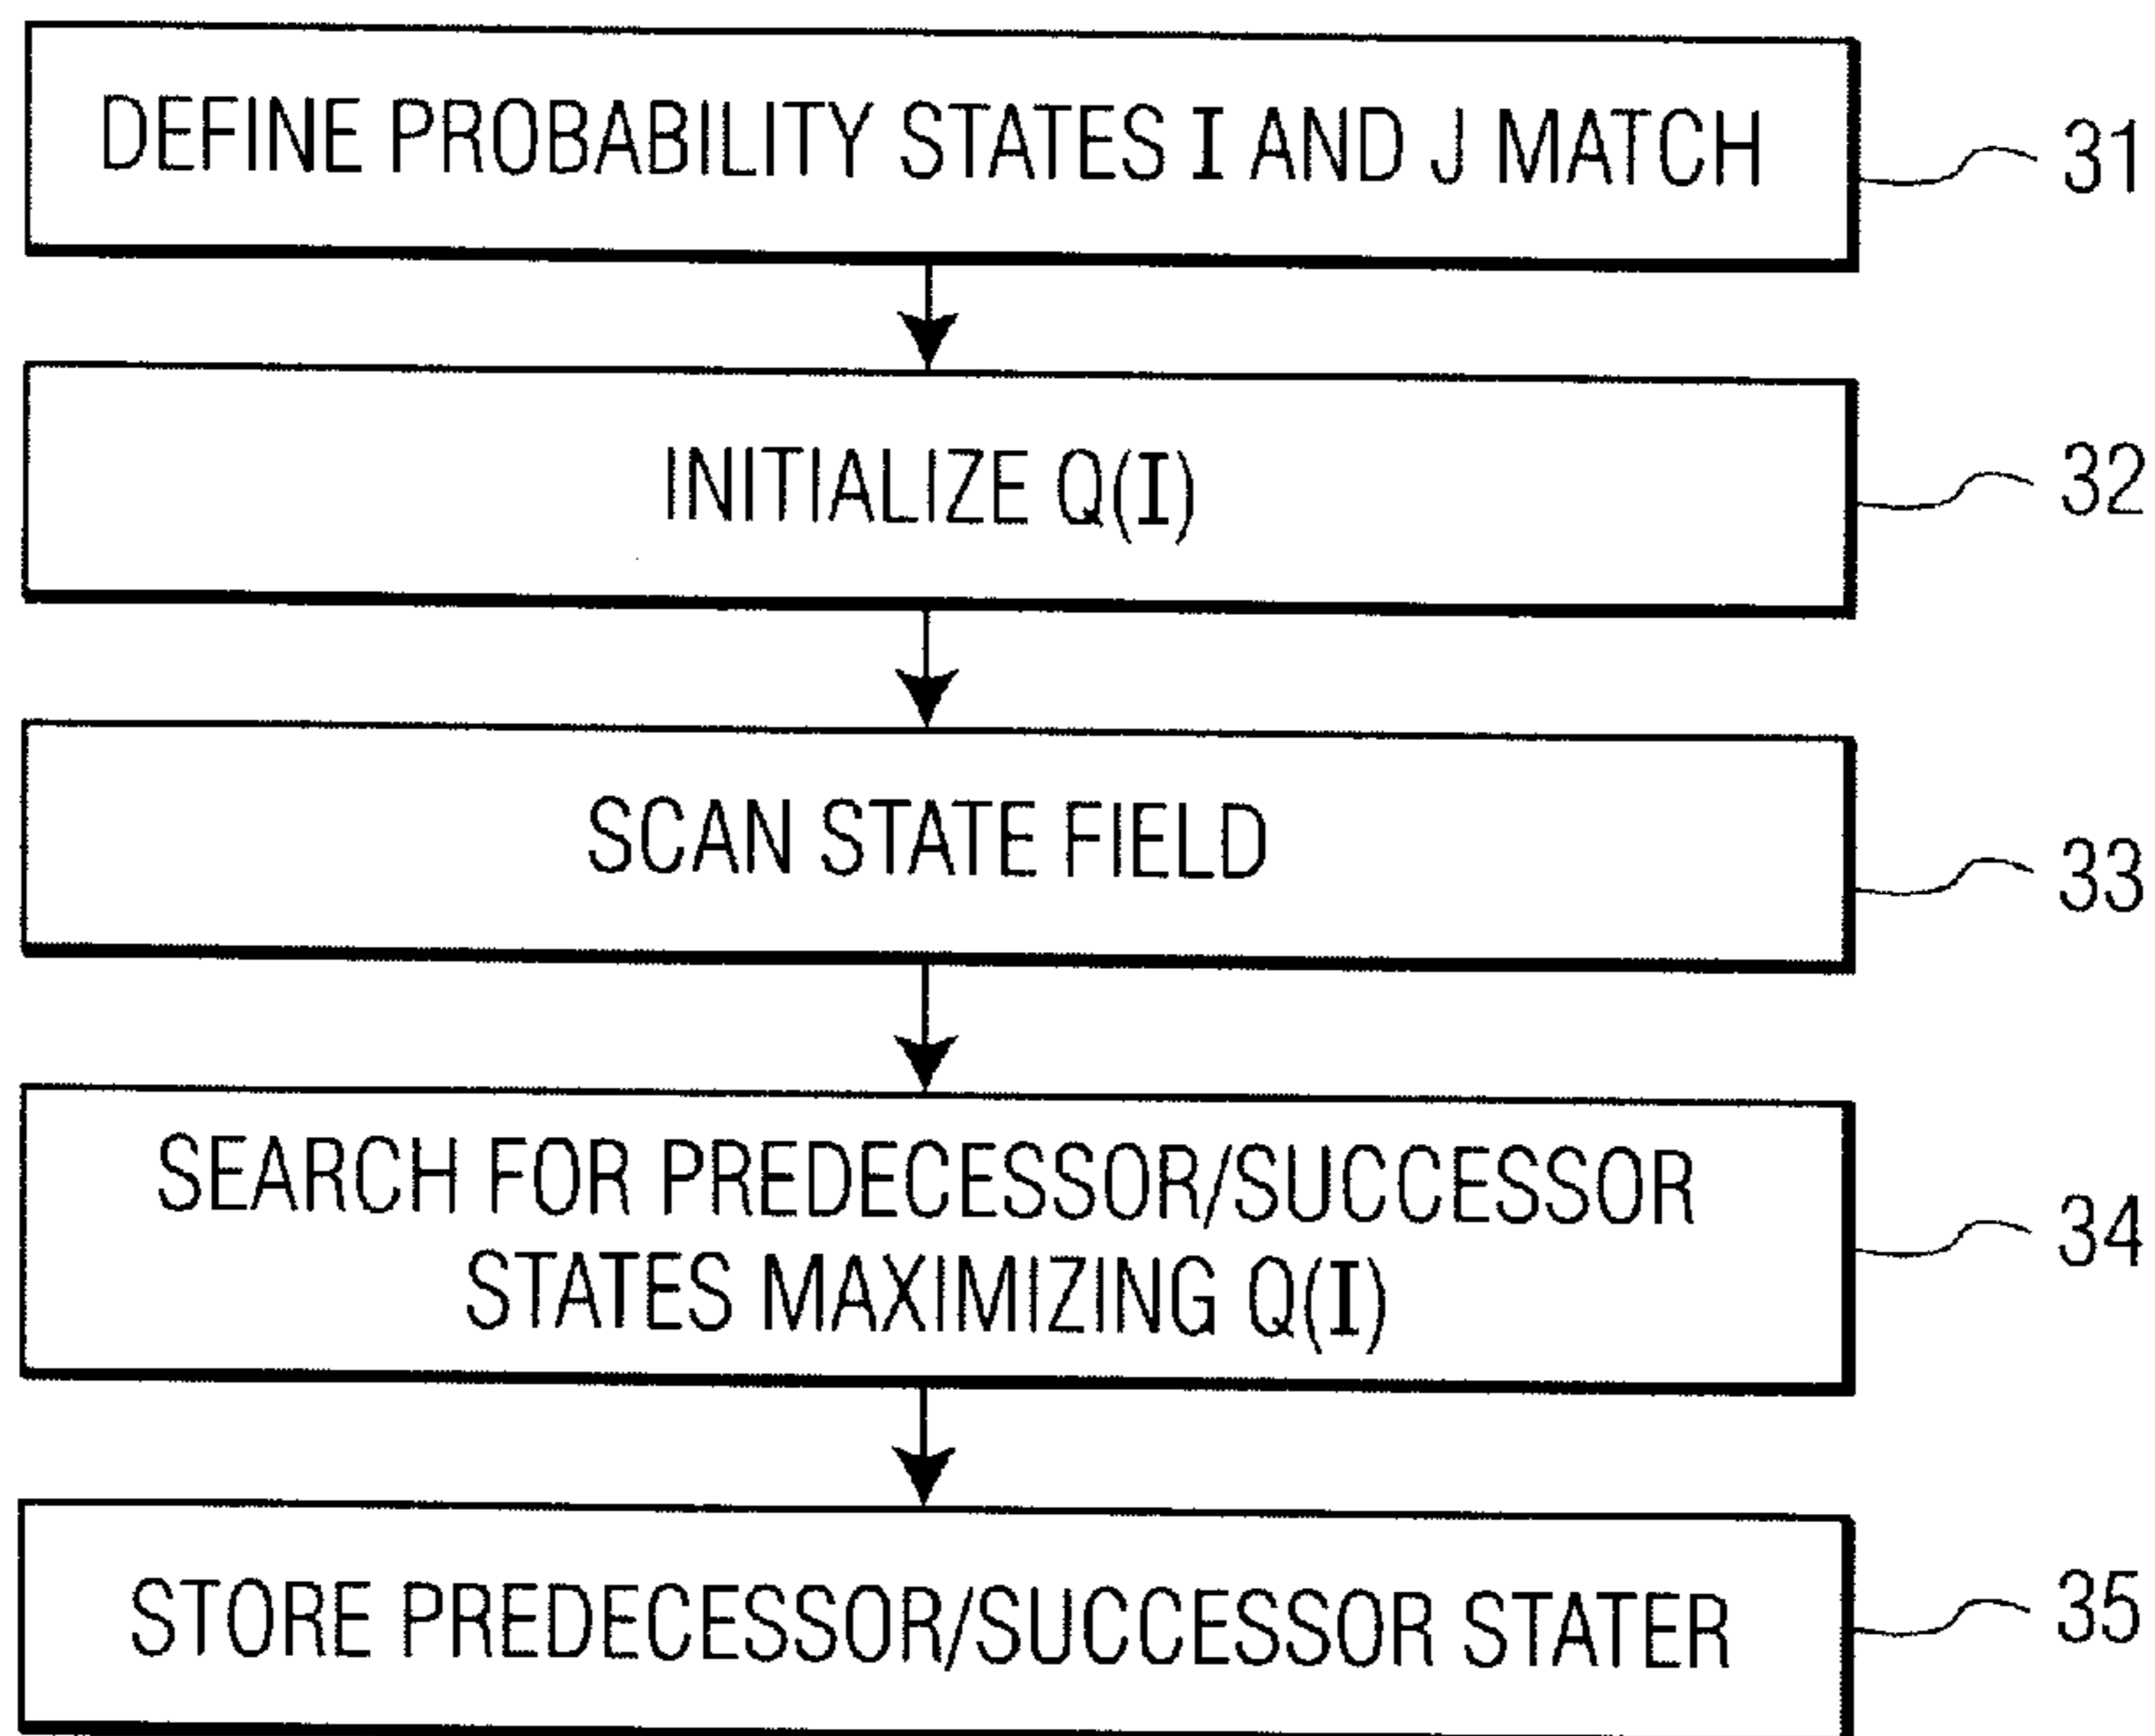 DEFINE PROBABILITY STATES I AND J MATCH
31
INITIALIZE Q(I)
32
SCAN STATE FIELD
33
SEARCH FOR PREDECESSOR/SUCCESSOR
STATES MAXIMIZING Q(I)
34
STORE PREDECESSOR/SUCCESSOR STATER
35